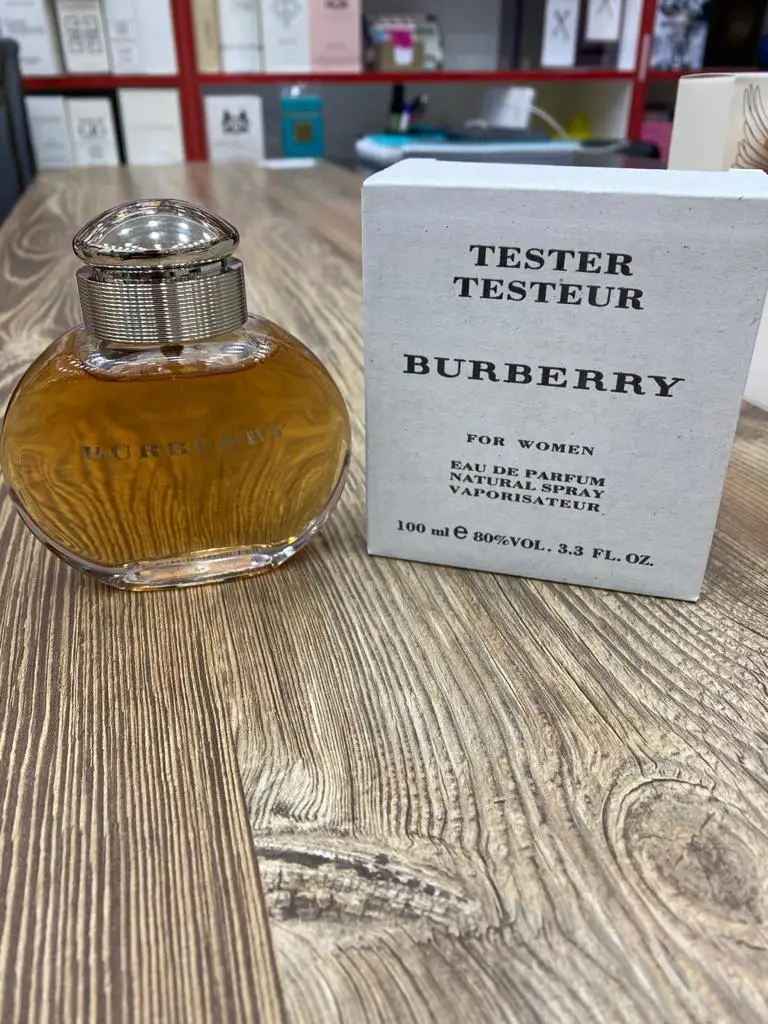 BURBERRY
TESTER
TESTEUR
BURBERRY
FOR WOMEN
EAU DE PARFUM
NATURAL SPRAY
VAPORISATEUR
100 ml ℮ 80%VOL. 3.3 FL. OZ.